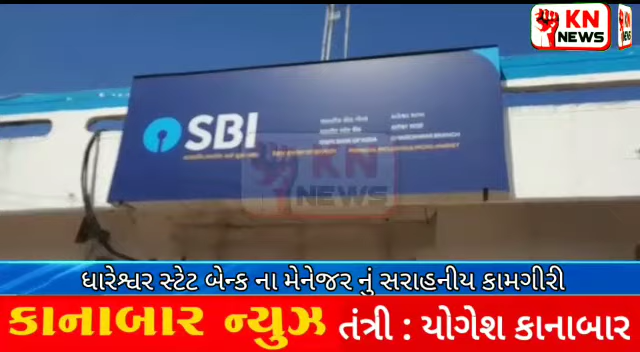 KN
NEWS
SBI
KN
NEWS
ધારેશ્વર સ્ટેટ બેન્ક ના મેનેજર નું સરાહનીય કામગીરી
કાનાબાર ન્યુઝ તંત્રી : યોગેશ કાનાબાર